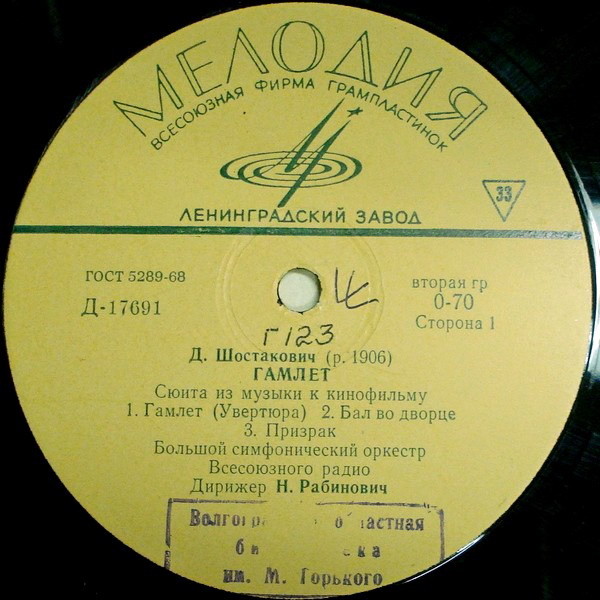 МЕЛОДИЯ
ВСЕСОЮЗНАЯ ФИРМА ГРАМПЛАСТИНОК
ЛЕНИНГРАДСКИЙ ЗАВОД
33
ГОСТ 5289-68
Д-17691
вторая гр
0-70
Сторона 1
Г123
Д. Шостакович (р. 1906)
ГАМЛЕТ
Сюита из музыки к кинофильму
1. Гамлет (Увертюра) 2. Бал во дворце
3. Призрак
Большой симфонический оркестр
Всесоюзного радио
Дирижер Н. Рабинович
им. М. Горького